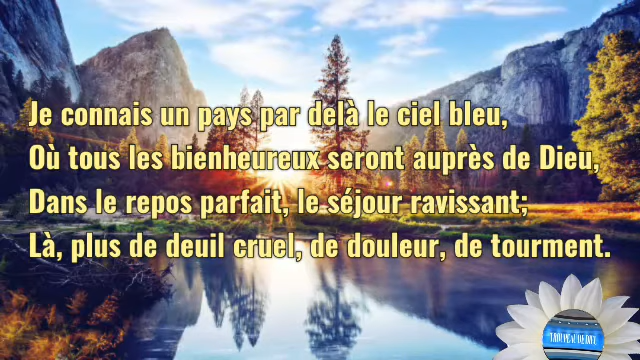 Je connais un pays par delà le ciel bleu,
Où tous les bienheureux seront auprès de Dieu,
Dans le repos parfait, le séjour ravissant;
Là, plus de deuil cruel, de douleur, de tourment.